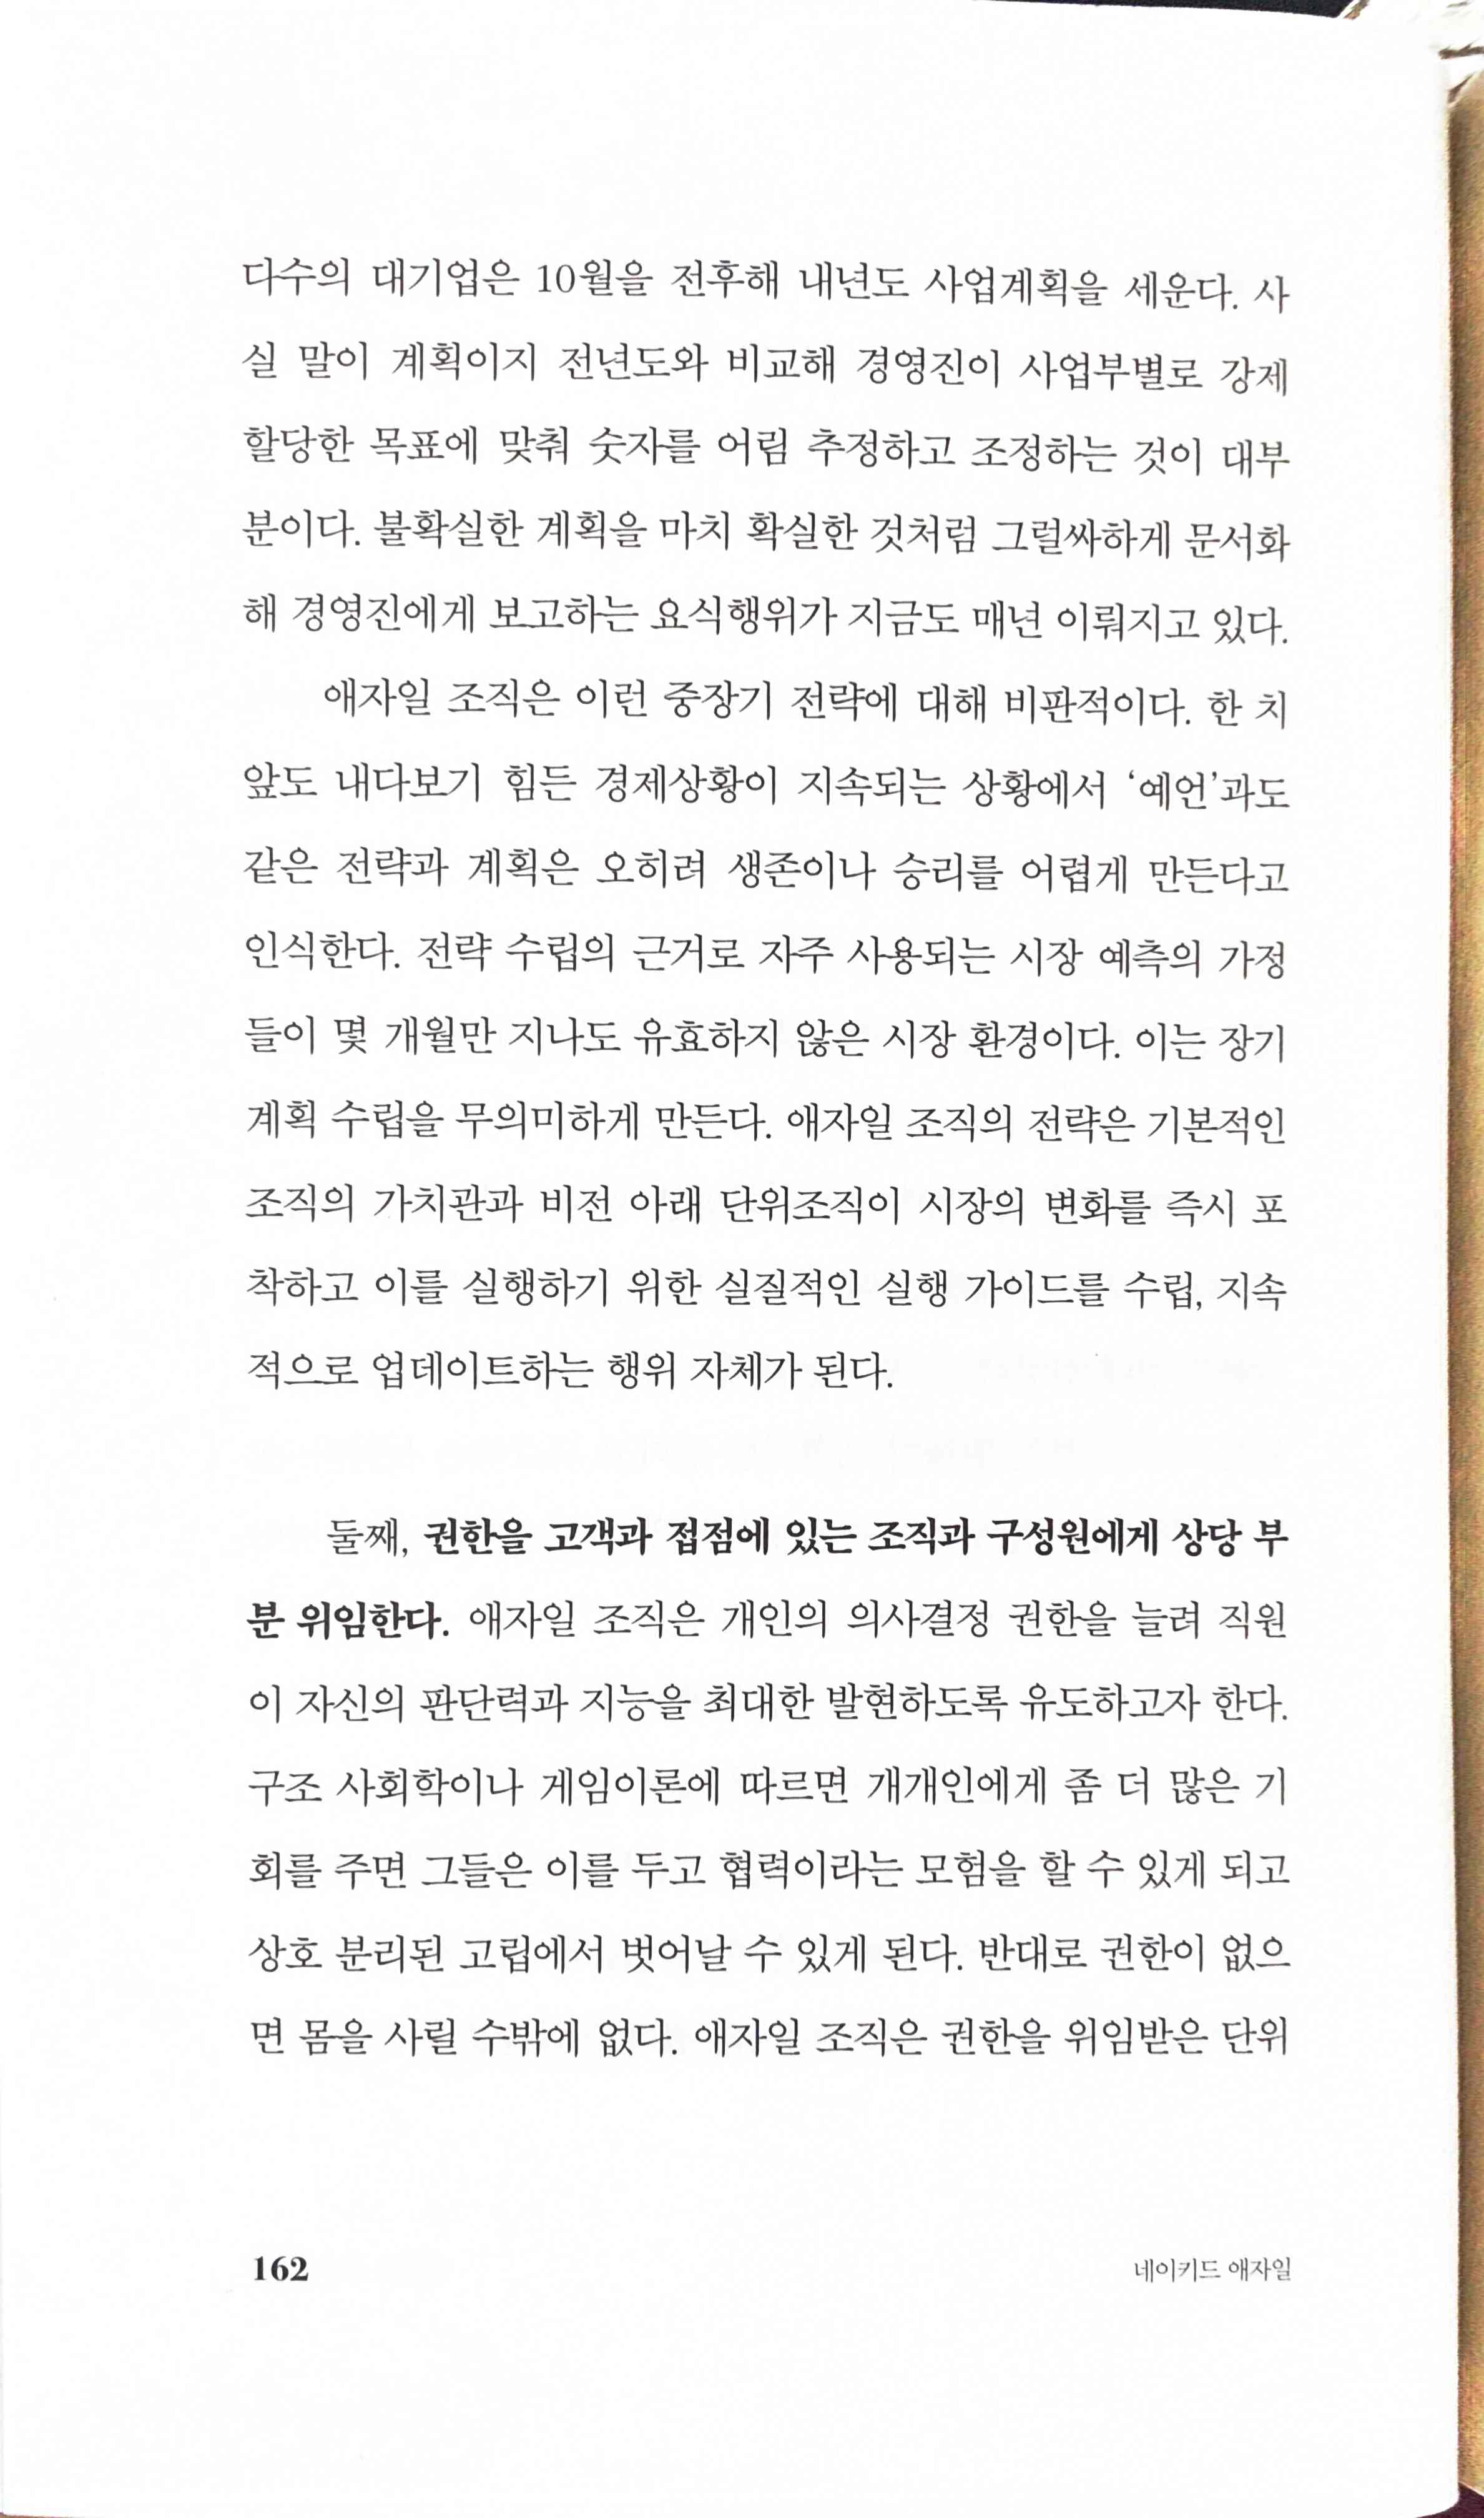 다수의 대기업은 10월을 전후해 내년도 사업계획을 세운다. 사
실 말이 계획이지 전년도와 비교해 경영진이 사업부별로 강제
할당한 목표에 맞춰 숫자를 어림 추정하고 조정하는 것이 대부
분이다. 불확실한 계획을 마치 확실한 것처럼 그럴싸하게 문서화
해 경영진에게 보고하는 요식행위가 지금도 매년 이뤄지고 있다.
애자일 조직은 이런 중장기 전략에 대해 비판적이다. 한 치
앞도 내다보기 힘든 경제상황이 지속되는 상황에서 ‘예언’과도
같은 전략과 계획은 오히려 생존이나 승리를 어렵게 만든다고
인식한다. 전략 수립의 근거로 자주 사용되는 시장 예측의 가정
들이 몇 개월만 지나도 유효하지 않은 시장 환경이다. 이는 장기
계획 수립을 무의미하게 만든다. 애자일 조직의 전략은 기본적인
조직의 가치관과 비전 아래 단위조직이 시장의 변화를 즉시 포
착하고 이를 실행하기 위한 실질적인 실행 가이드를 수립, 지속
적으로 업데이트하는 행위 자체가 된다.
둘째, 권한을 고객과 접점에 있는 조직과 구성원에게 상당 부
분 위임한다. 애자일 조직은 개인의 의사결정 권한을 늘려 직원
이 자신의 판단력과 지능을 최대한 발현하도록 유도하고자 한다.
구조 사회학이나 게임이론에 따르면 개개인에게 좀 더 많은 기
회를 주면 그들은 이를 두고 협력이라는 모험을 할 수 있게 되고
상호 분리된 고립에서 벗어날 수 있게 된다. 반대로 권한이 없으
면 몸을 사릴 수밖에 없다. 애자일 조직은 권한을 위임받은 단위
162
네이키드 애자일